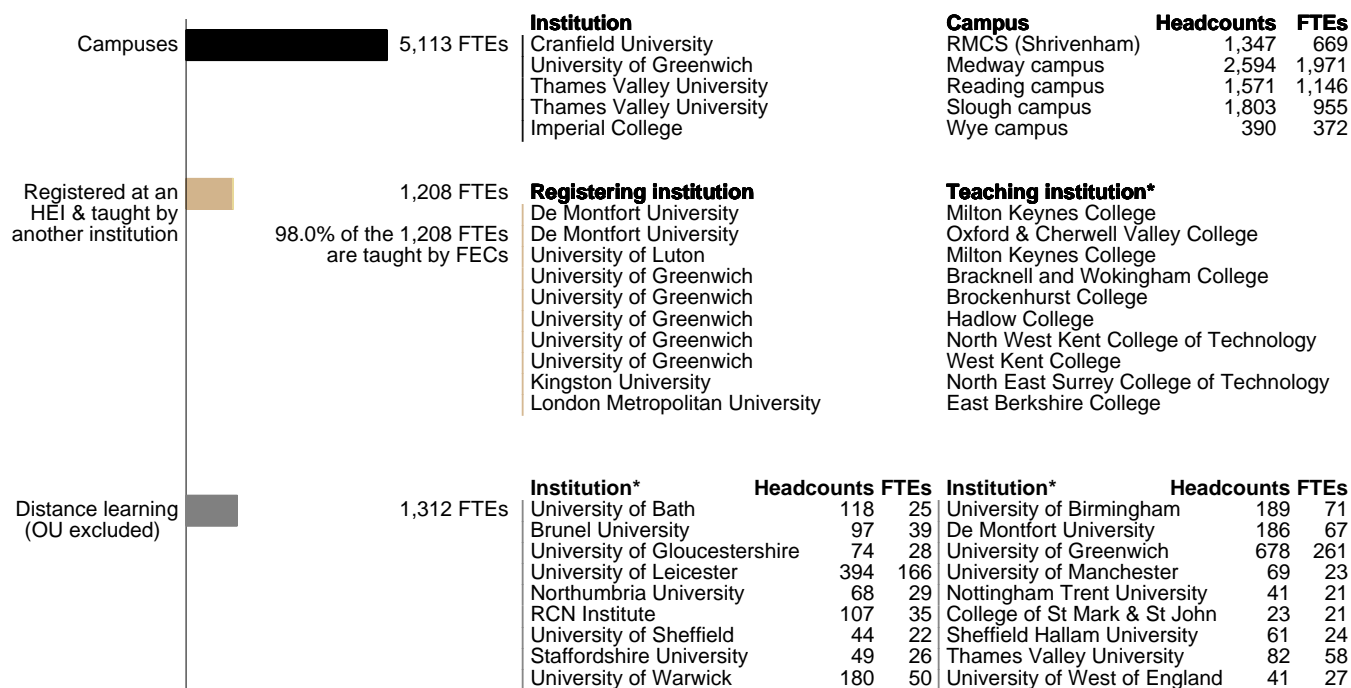 Campuses 5,113 FTEs
Institution Campus Headcounts FTEs
Cranfield University RMCS (Shrivenham) 1,347 669
University of Greenwich Medway campus 2,594 1,971
Thames Valley University Reading campus 1,571 1,146
Thames Valley University Slough campus 1,803 955
Imperial College Wye campus 390 372
Registered at an
HEI & taught by
another institution
1,208 FTEs
98.0% of the 1,208 FTEs
are taught by FECs
Registering institution Teaching institution*
De Montfort University Milton Keynes College
De Montfort University Oxford & Cherwell Valley College
University of Luton Milton Keynes College
University of Greenwich Bracknell and Wokingham College
University of Greenwich Brockenhurst College
University of Greenwich Hadlow College
University of Greenwich North West Kent College of Technology
University of Greenwich West Kent College
Kingston University North East Surrey College of Technology
London Metropolitan University East Berkshire College
Distance learning
(OU excluded)
1,312 FTEs
Institution* Headcounts FTEs Institution* Headcounts FTEs
University of Bath 118 25 University of Birmingham 189 71
Brunel University 97 39 De Montfort University 186 67
University of Gloucestershire 74 28 University of Greenwich 678 261
University of Leicester 394 166 University of Manchester 69 23
Northumbria University 68 29 Nottingham Trent University 41 21
RCN Institute 107 35 College of St Mark & St John 23 21
University of Sheffield 44 22 Sheffield Hallam University 61 24
Staffordshire University 49 26 Thames Valley University 82 58
University of Warwick 180 50 University of West of England 41 27